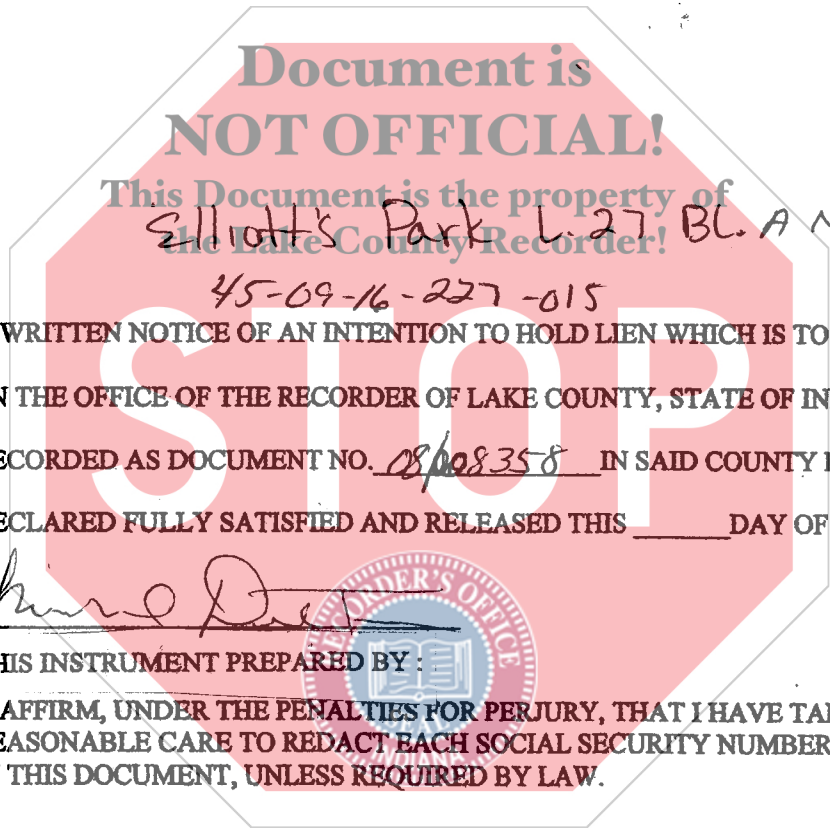 Document is
NOT OFFICIAL!
This Document is the property of
the Lake County Recorder!
Elliott's Park L.27 BL. A
45-09-16-227-015
WRITTEN NOTICE OF AN INTENTION TO HOLD LIEN WHICH IS TO
N THE OFFICE OF THE RECORDER OF LAKE COUNTY, STATE OF IN
ECORDED AS DOCUMENT NO. 08/008358 IN SAID COUNTY
ECLARED FULLY SATISFIED AND RELEASED THIS ______DAY OF
STOP
HIS INSTRUMENT PREPARED BY :
AFFIRM, UNDER THE PENALTIES FOR PERJURY, THAT I HAVE TA
EASONABLE CARE TO REDACT EACH SOCIAL SECURITY NUMBER
THIS DOCUMENT, UNLESS REQUIRED BY LAW.
RECORDER'S OFFICE
INDIANA